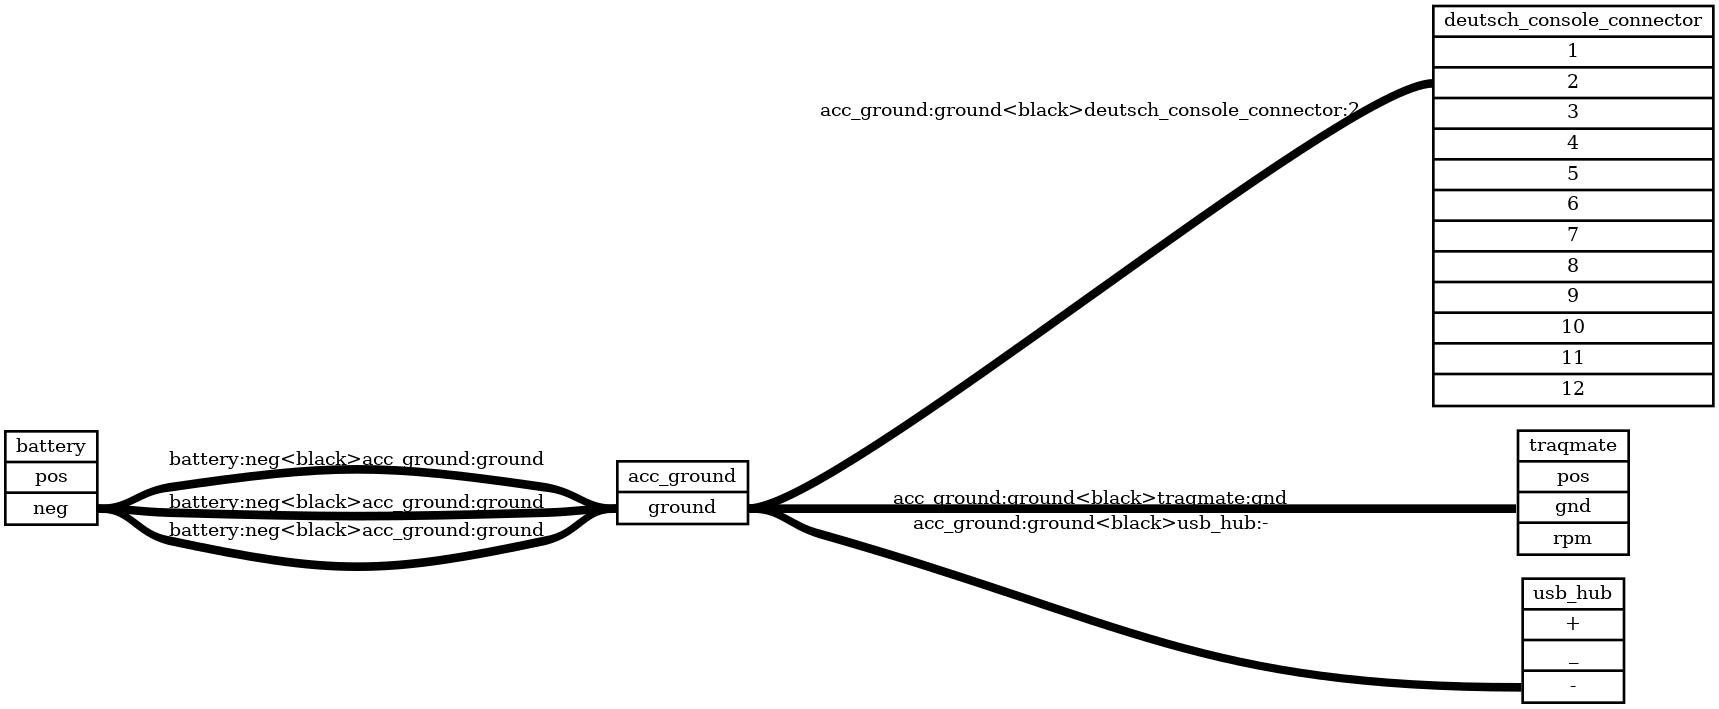 battery
pos
neg
battery:neg<black>acc_ground:ground
battery:neg<black>acc_ground:ground
battery:neg<black>acc_ground:ground
acc_ground
ground
acc_ground:ground<black>deutsch_console_connector:2
acc_ground:ground<black>traqmate:gnd
acc_ground:ground<black>usb_hub:-
deutsch_console_connector
1
2
3
4
5
6
7
8
9
10
11
12
traqmate
pos
gnd
rpm
usb_hub
+
_
-